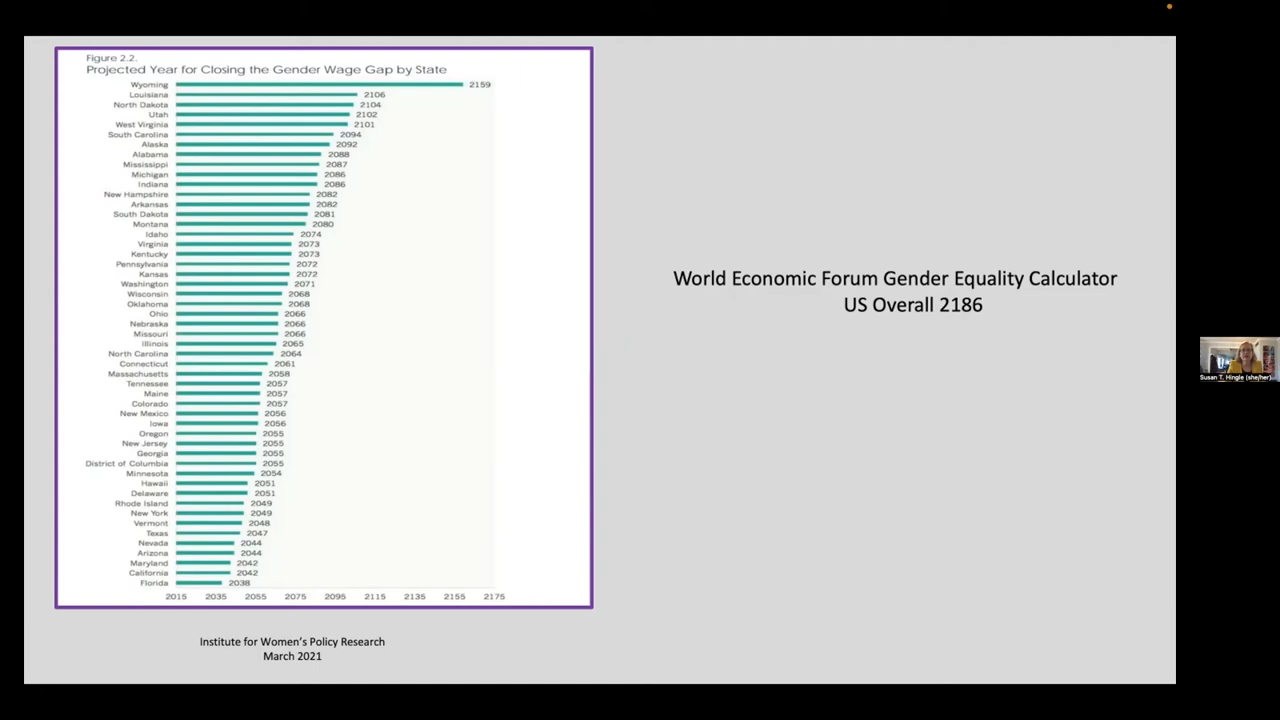 Figure 2.2.
Projected Year for Closing the Gender Wage Gap by State
Wyoming 2159
Louisiana 2106
North Dakota 2104
Utah 2102
West Virginia 2101
South Carolina 2094
Alaska 2092
Alabama 2088
Mississippi 2087
Michigan 2086
Indiana 2086
New Hampshire 2082
Arkansas 2082
South Dakota 2081
Montana 2080
Idaho 2074
Virginia 2073
Kentucky 2073
Pennsylvania 2072
Kansas 2072
Washington 2071
Wisconsin 2068
Oklahoma 2068
Ohio 2066
Nebraska 2066
Missouri 2066
Illinois 2065
North Carolina 2064
Connecticut 2061
Massachusetts 2058
Tennessee 2057
Maine 2057
Colorado 2057
New Mexico 2056
Iowa 2056
Oregon 2055
New Jersey 2055
Georgia 2055
District of Columbia 2055
Minnesota 2054
Hawaii 2051
Delaware 2051
Rhode Island 2049
New York 2049
Vermont 2048
Texas 2047
Nevada 2044
Arizona 2044
Maryland 2042
California 2042
Florida 2038
2015 2035 2055 2075 2095 2115 2135 2155 2175
Institute for Women's Policy Research
March 2021
World Economic Forum Gender Equality Calculator
US Overall 2186
Susan T. Hingle (she/her)